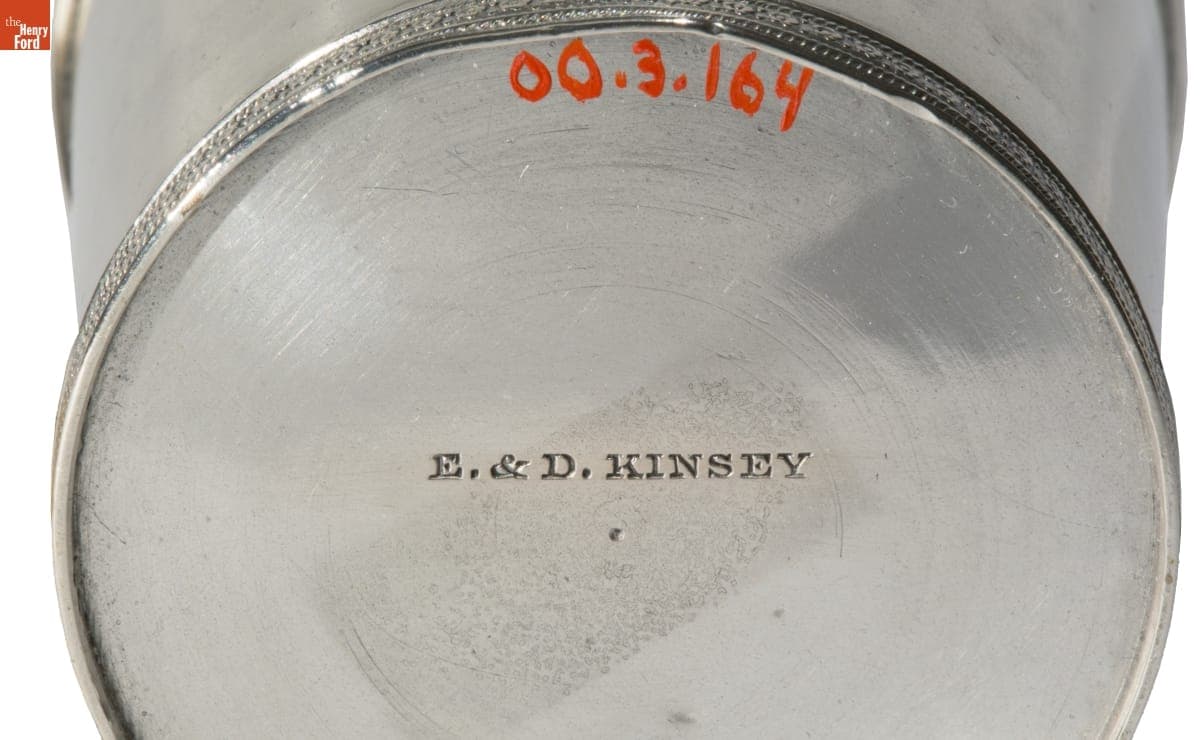 the
Henry
Ford
00.3.164
E. & D. KINSEY